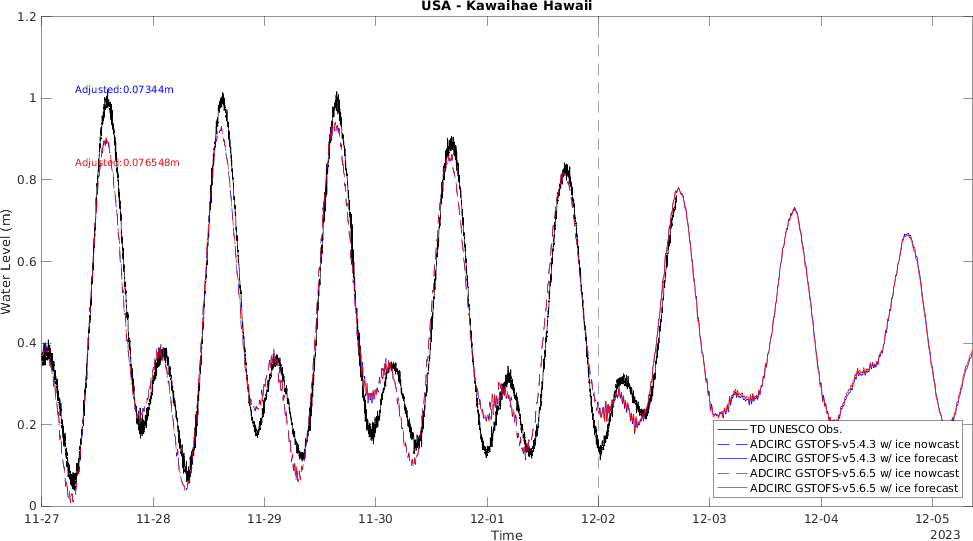 USA - Kawaihae Hawaii
1.2
1
0.8
0.6
0.4
0.2
0
Water Level (m)
Adjusted:0.07344m
Adjusted:0.076548m
TD UNESCO Obs.
ADCIRC GSTOFS-v5.4.3 w/ ice nowcast
ADCIRC GSTOFS-v5.4.3 w/ ice forecast
ADCIRC GSTOFS-v5.6.5 w/ ice nowcast
ADCIRC GSTOFS-v5.6.5 w/ ice forecast
11-27 11-28 11-29 11-30 12-01 12-02 12-03 12-04 12-05
Time
2023